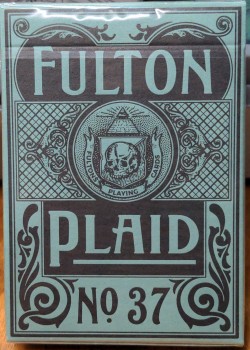 FULTON
FULTON'S
PLAYING
CARDS
PLAID
No. 37